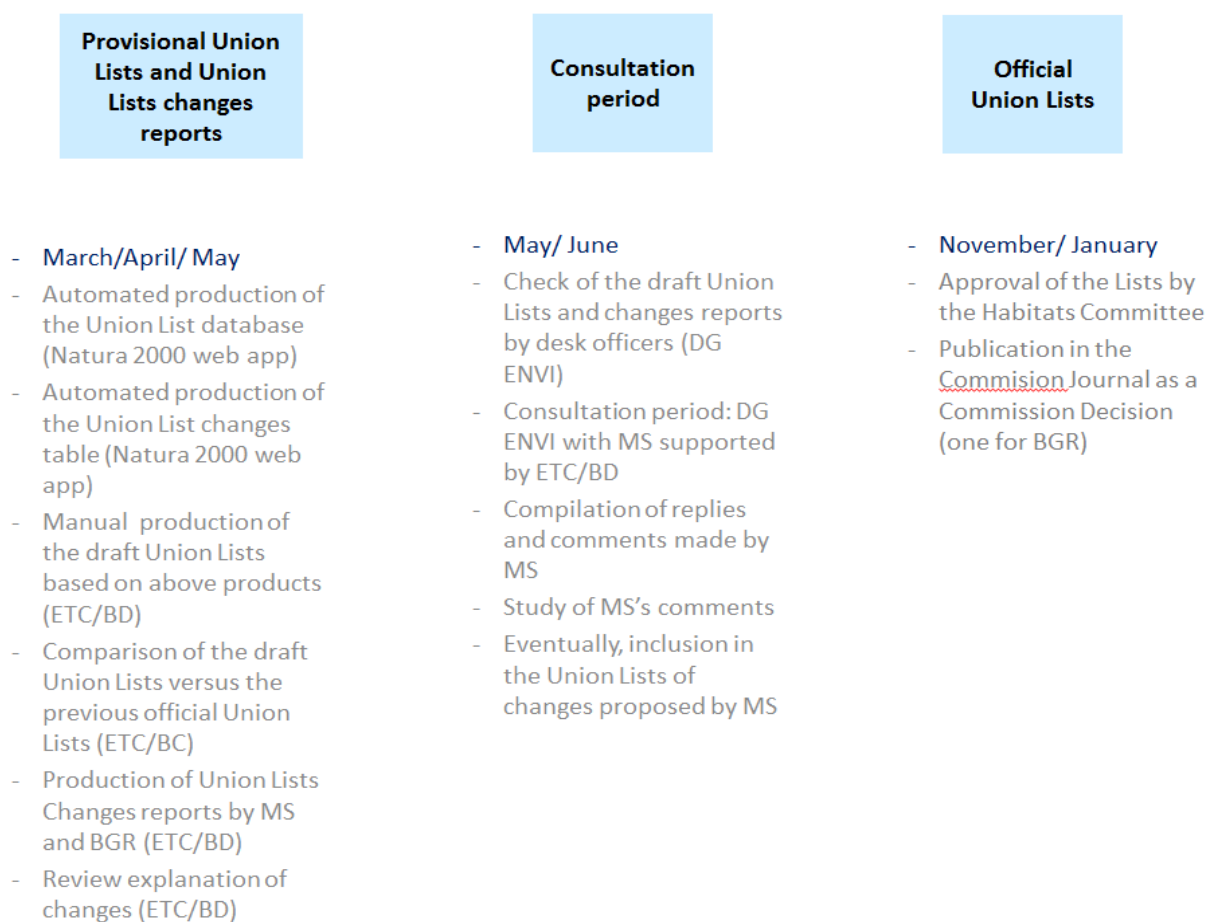 Provisional Union
Lists and Union
Lists changes
reports
- March/April/ May
- Automated production of
the Union List database
(Natura 2000 web app)
- Automated production of
the Union List changes
table (Natura 2000 web
app)
- Manual production of
the draft Union Lists
based on above products
(ETC/BD)
- Comparison of the draft
Union Lists versus the
previous official Union
Lists (ETC/BC)
- Production of Union Lists
Changes reports by MS
and BGR (ETC/BD)
- Review explanation of
changes (ETC/BD)
Consultation
period
- May/ June
- Check of the draft Union
Lists and changes reports
by desk officers (DG
ENVI)
- Consultation period: DG
ENVI with MS supported
by ETC/BD
- Compilation of replies
and comments made by
MS
- Study of MS’s comments
- Eventually, inclusion in
the Union Lists of
changes proposed by MS
Official
Union Lists
- November/ January
- Approval of the Lists by
the Habitats Committee
- Publication in the
Commision Journal as a
Commission Decision
(one for BGR)